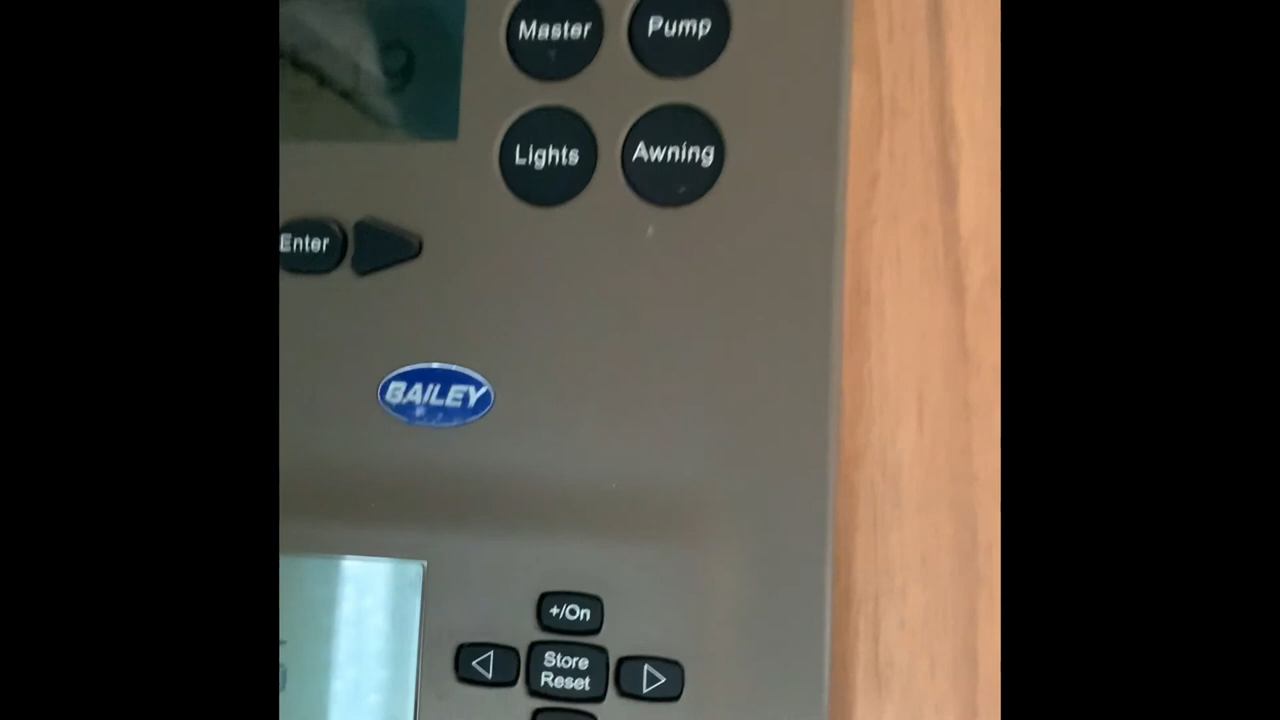 Master
Pump
Lights
Awning
Enter
BAILEY
+/On
Store
Reset